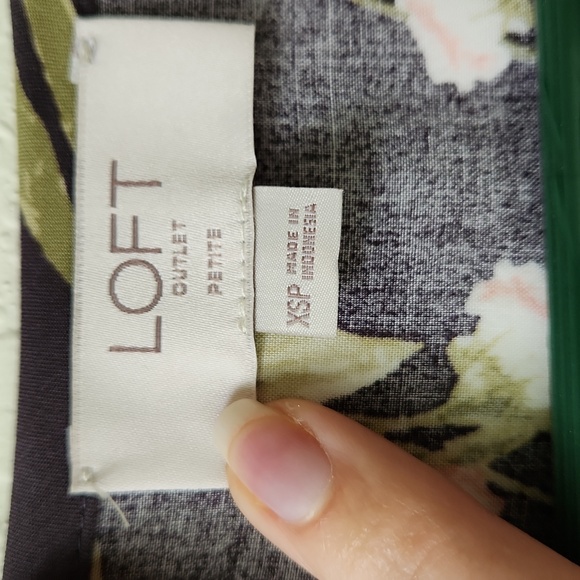 LOFT
OUTLET
PETITE
XSP
MADE IN
INDONESIA